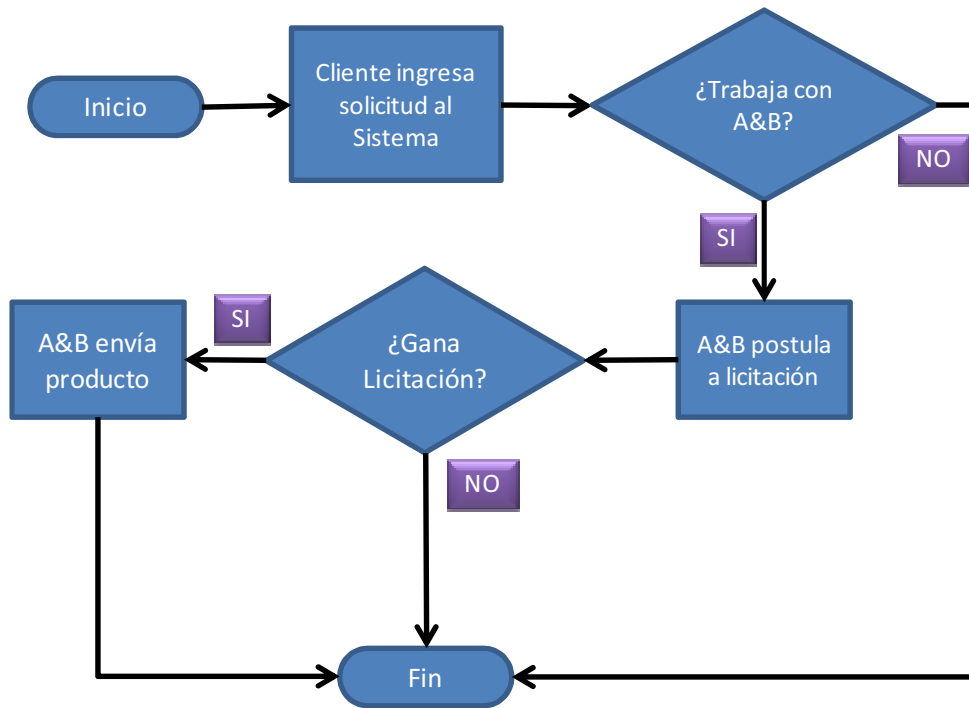 Inicio
Cliente ingresa
solicitud al
Sistema
¿Trabaja con
A&B?
NO
SI
A&B postula
a licitación
¿Gana
Licitación?
SI
A&B envía
producto
NO
Fin